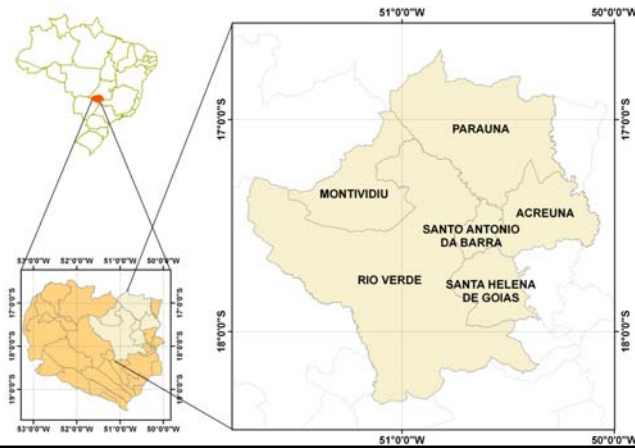 51°0'0"W 50°0'0"W
17°0'0"S 17°0'0"S
PARAUNA
MONTIVIDIU
ACREUNA
SANTO ANTONIO
DA BARRA
RIO VERDE
SANTA HELENA
DE GOIAS
18°0'0"S 18°0'0"S
51°0'0"W 50°0'0"W
53°0'0"W 52°0'0"W 51°0'0"W 50°0'0"W
17°0'0"S 17°0'0"S
18°0'0"S 18°0'0"S
19°0'0"S 19°0'0"S
53°0'0"W 52°0'0"W 51°0'0"W 50°0'0"W